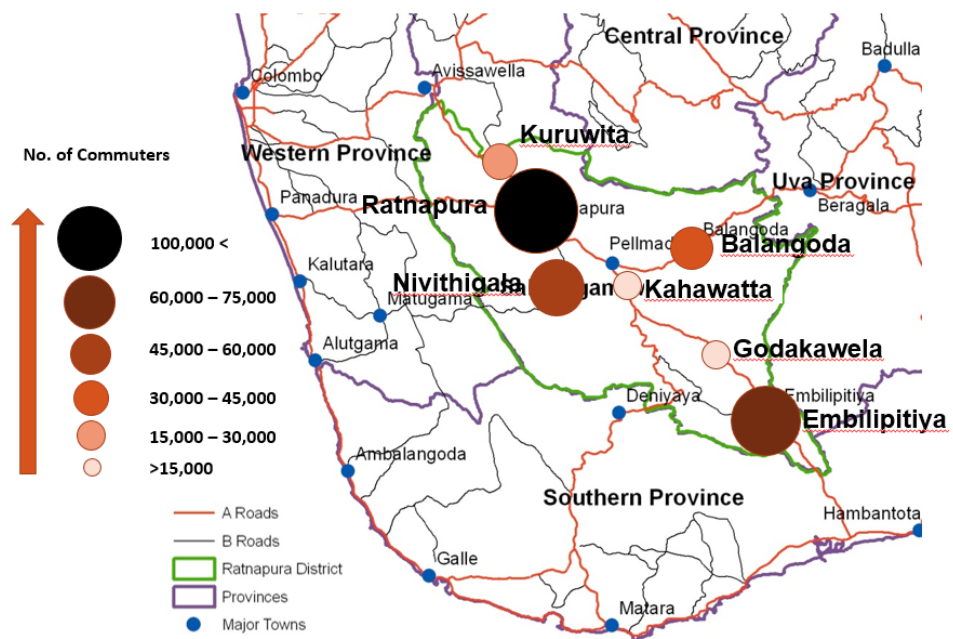 Central Province
Badulla
Colombo
Avissawella
Kuruwita
No. of Commuters
Western Province
Uva Province
Panadura
Ratnapura
apura
Beragala
100,000 <
Pellmad
Balangoda
Balangoda
Kalutara
Nivithigala
Kahawatta
60,000 – 75,000
Matugama
Alutgama
Godakawela
45,000 – 60,000
30,000 – 45,000
Deniyaya
Embilipitiya
Embilipitiya
15,000 – 30,000
>15,000
Ambalangoda
Southern Province
A Roads
Hambantota
B Roads
Galle
Ratnapura District
Provinces
Major Towns
Matara